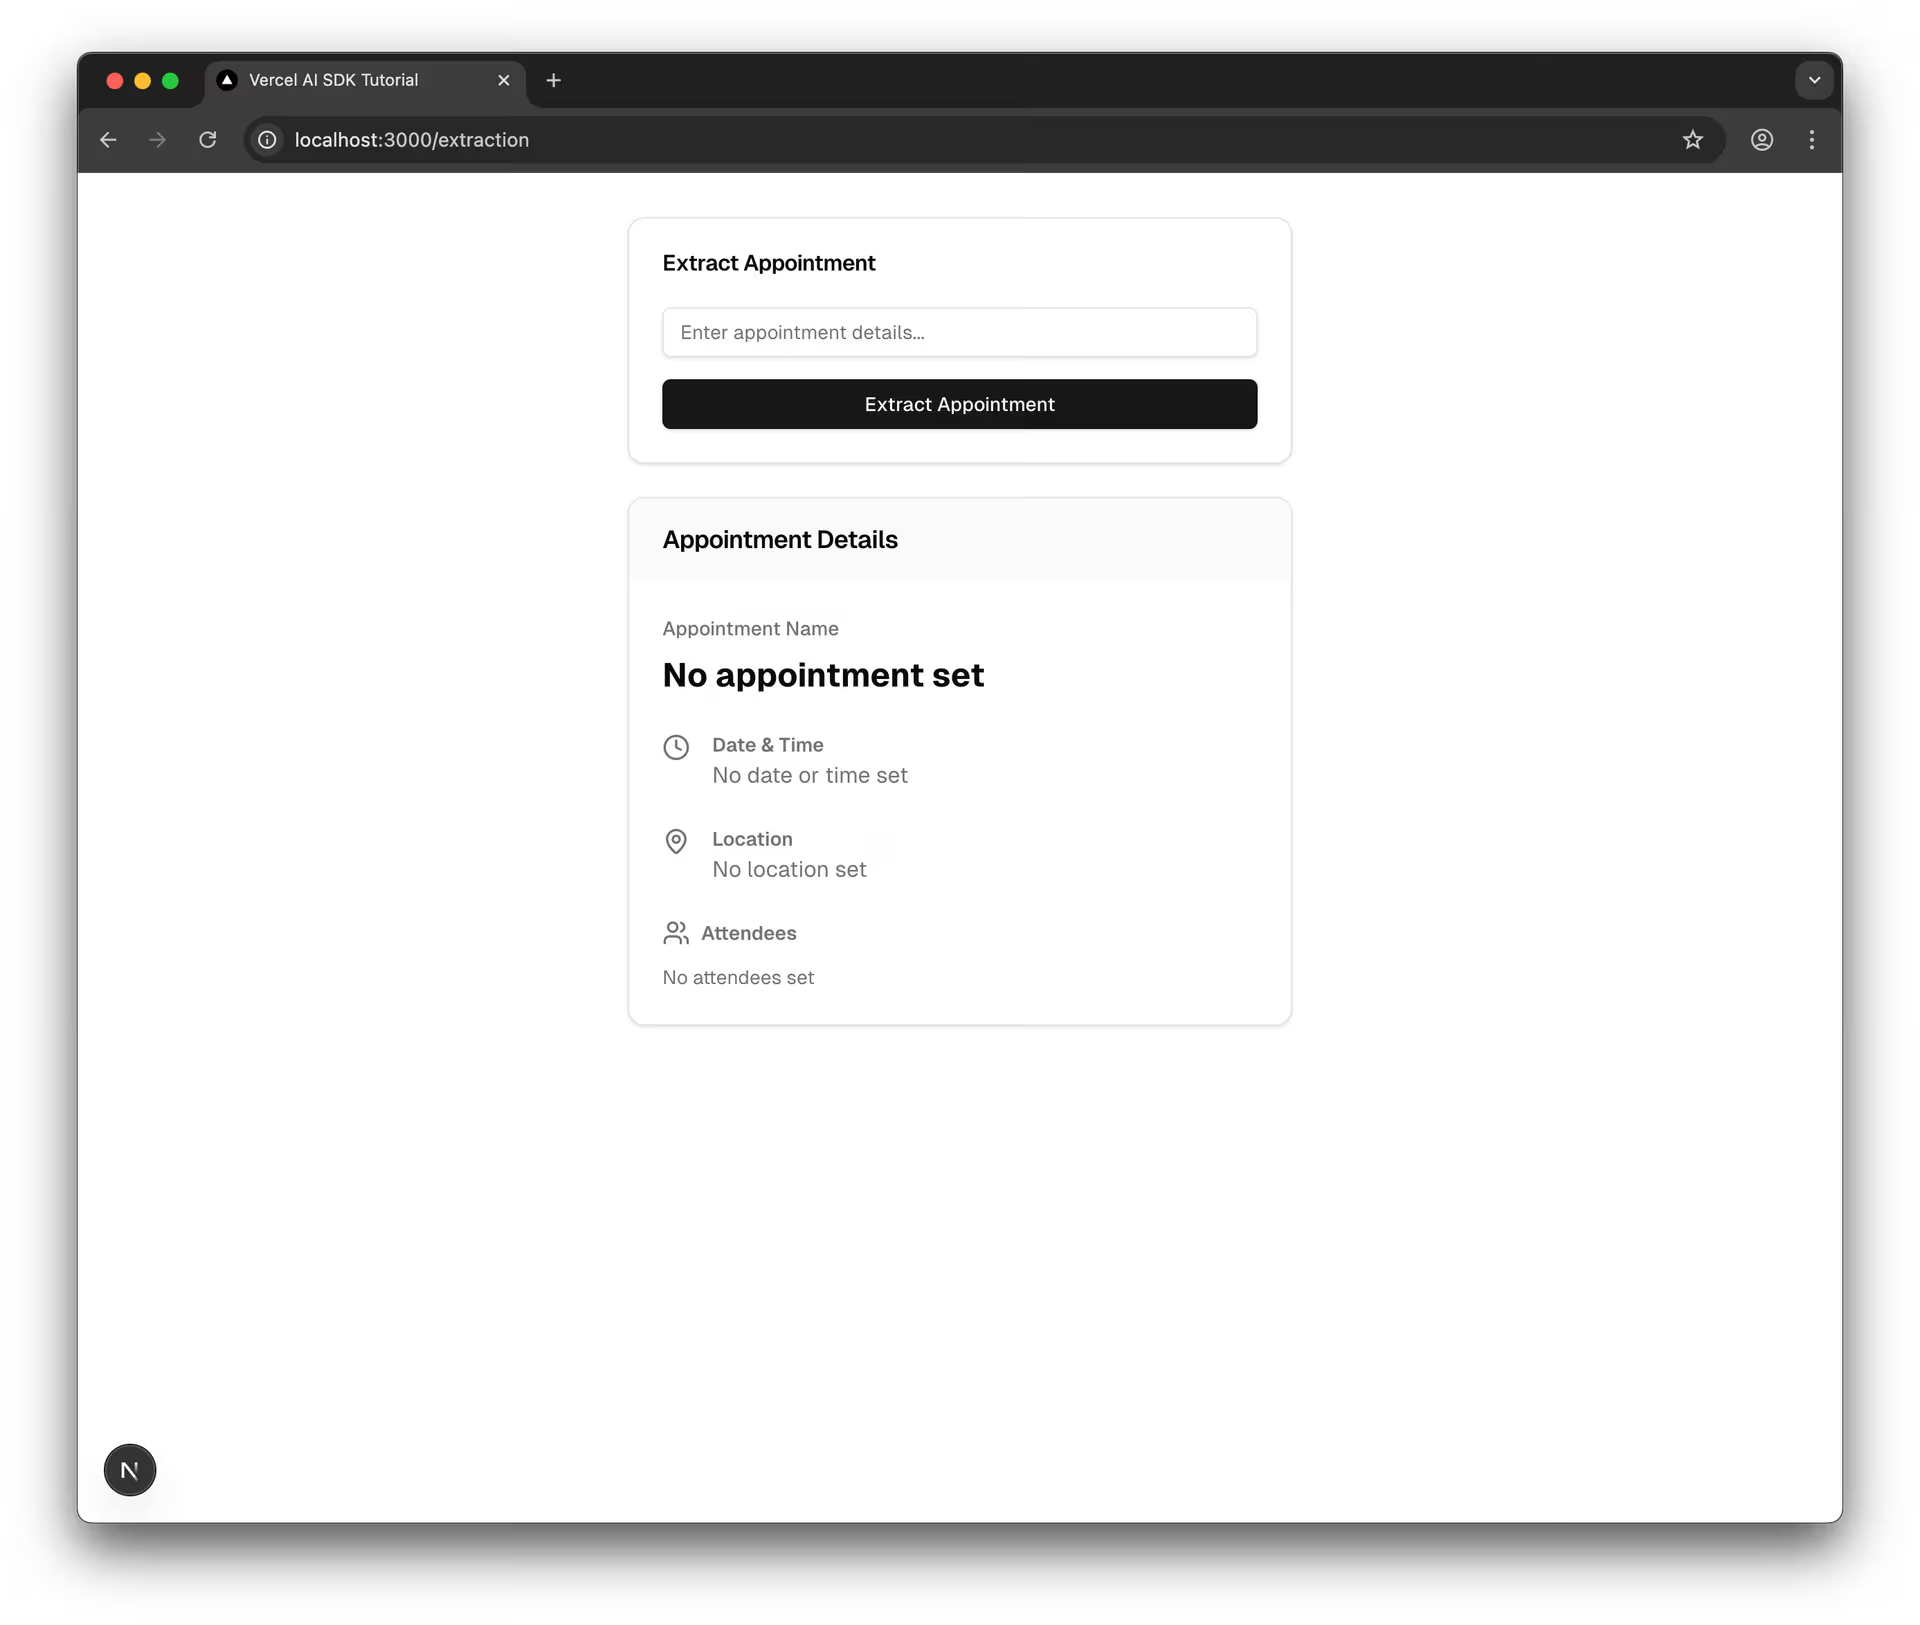 Vercel AI SDK Tutorial
localhost:3000/extraction
Extract Appointment
Enter appointment details...
Extract Appointment
Appointment Details
Appointment Name
No appointment set
Date & Time
No date or time set
Location
No location set
Attendees
No attendees set
N